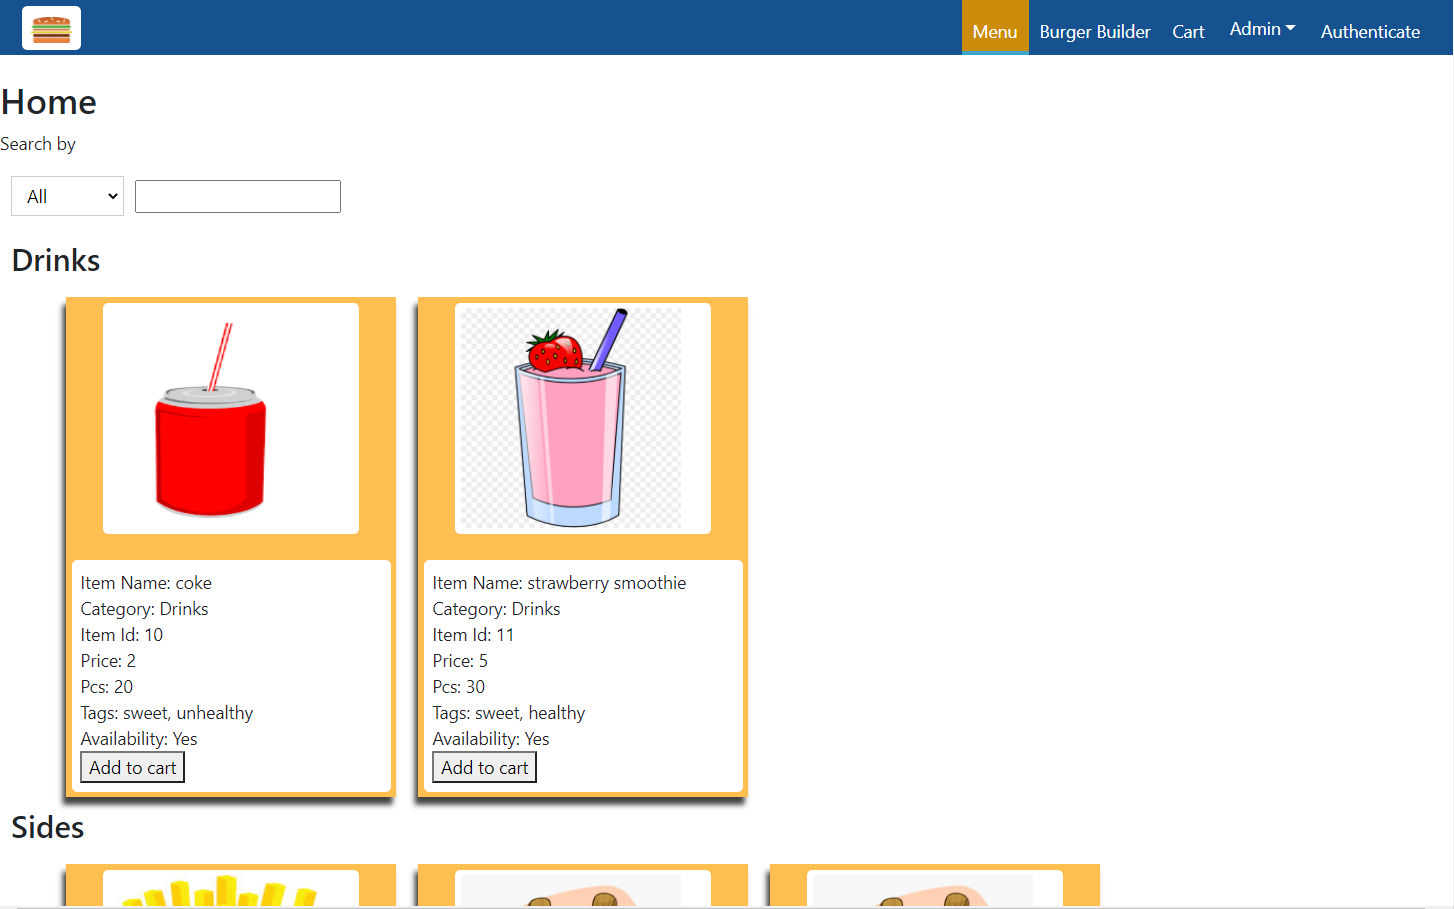 Menu Burger Builder Cart Admin Authenticate
Home
Search by
All
Drinks
Item Name: coke
Category: Drinks
Item Id: 10
Price: 2
Pcs: 20
Tags: sweet, unhealthy
Availability: Yes
Add to cart
Item Name: strawberry smoothie
Category: Drinks
Item Id: 11
Price: 5
Pcs: 30
Tags: sweet, healthy
Availability: Yes
Add to cart
Sides